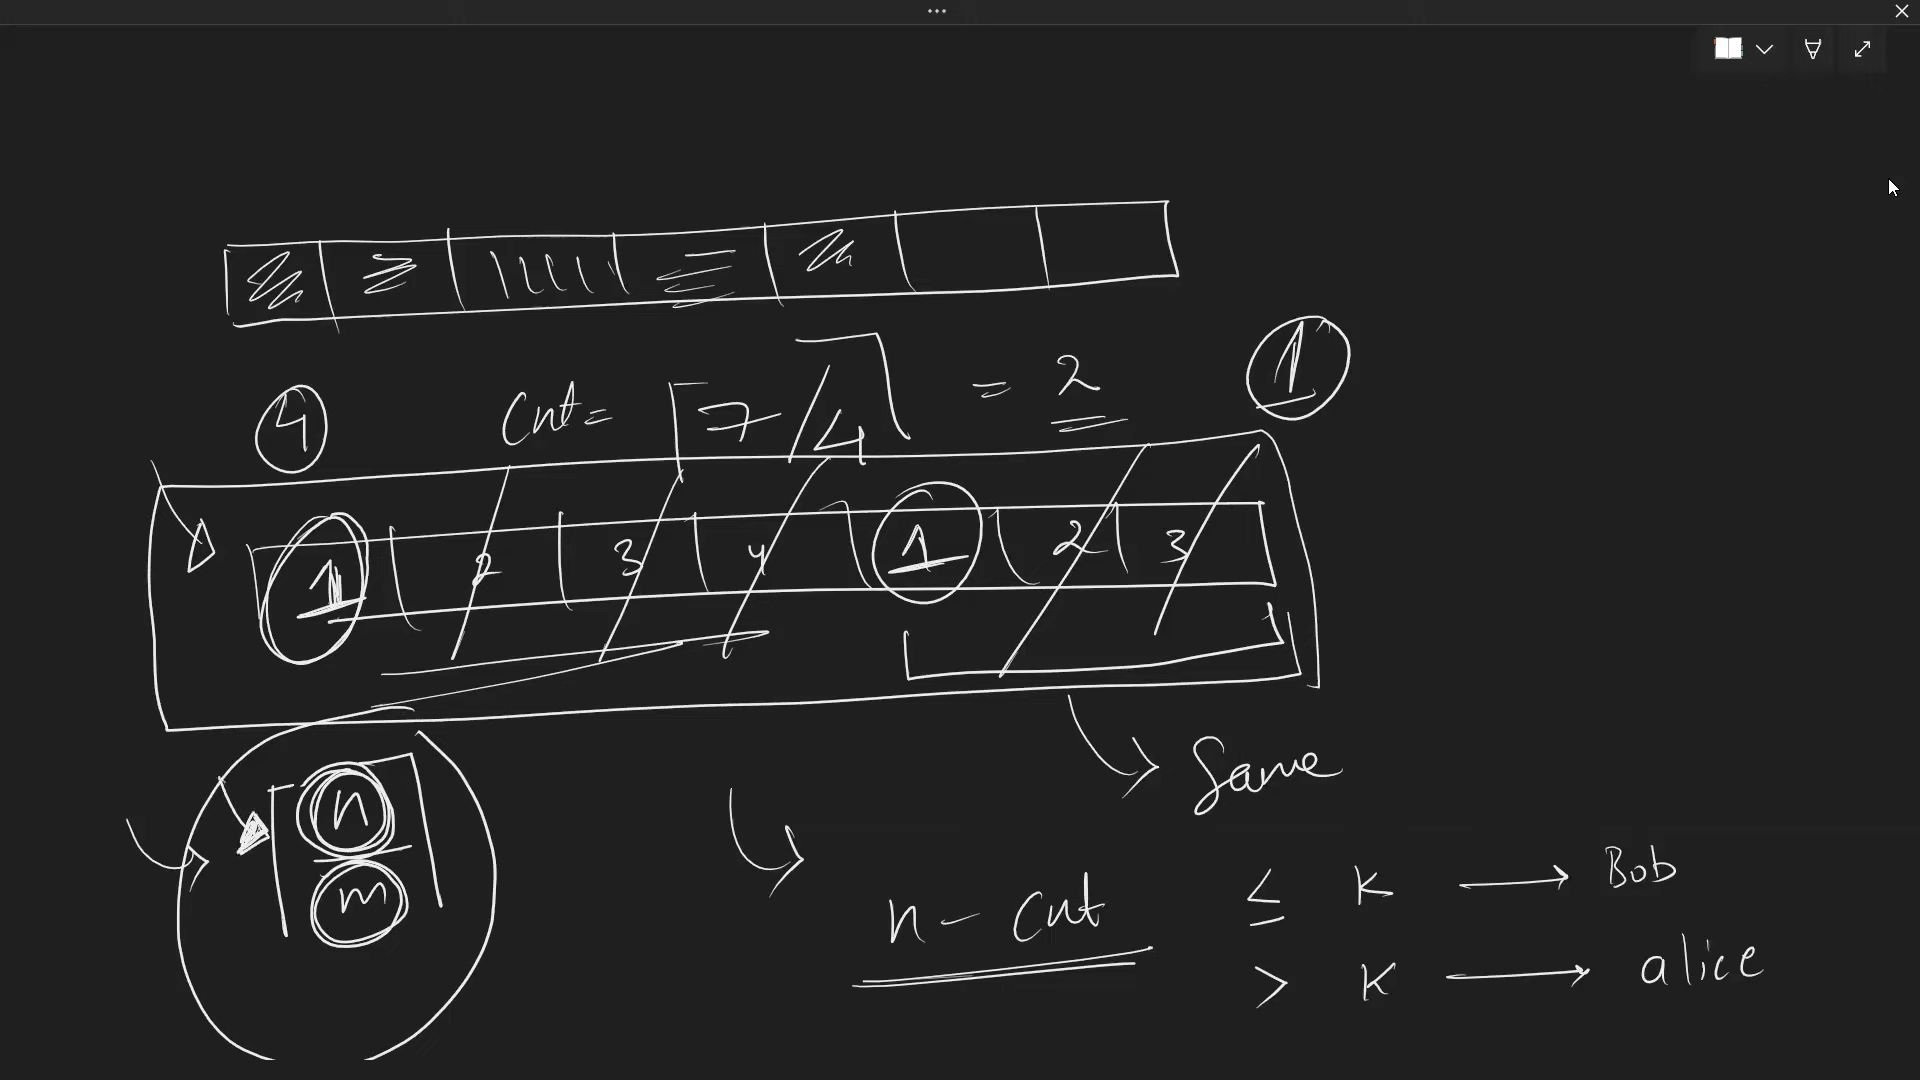 1
4
Cnt = ⌈7/4⌉ = 2
1 2 3 4 1 2 3
Same
⌈n/m⌉
n - Cnt ≤ K → Bob
> K → alice